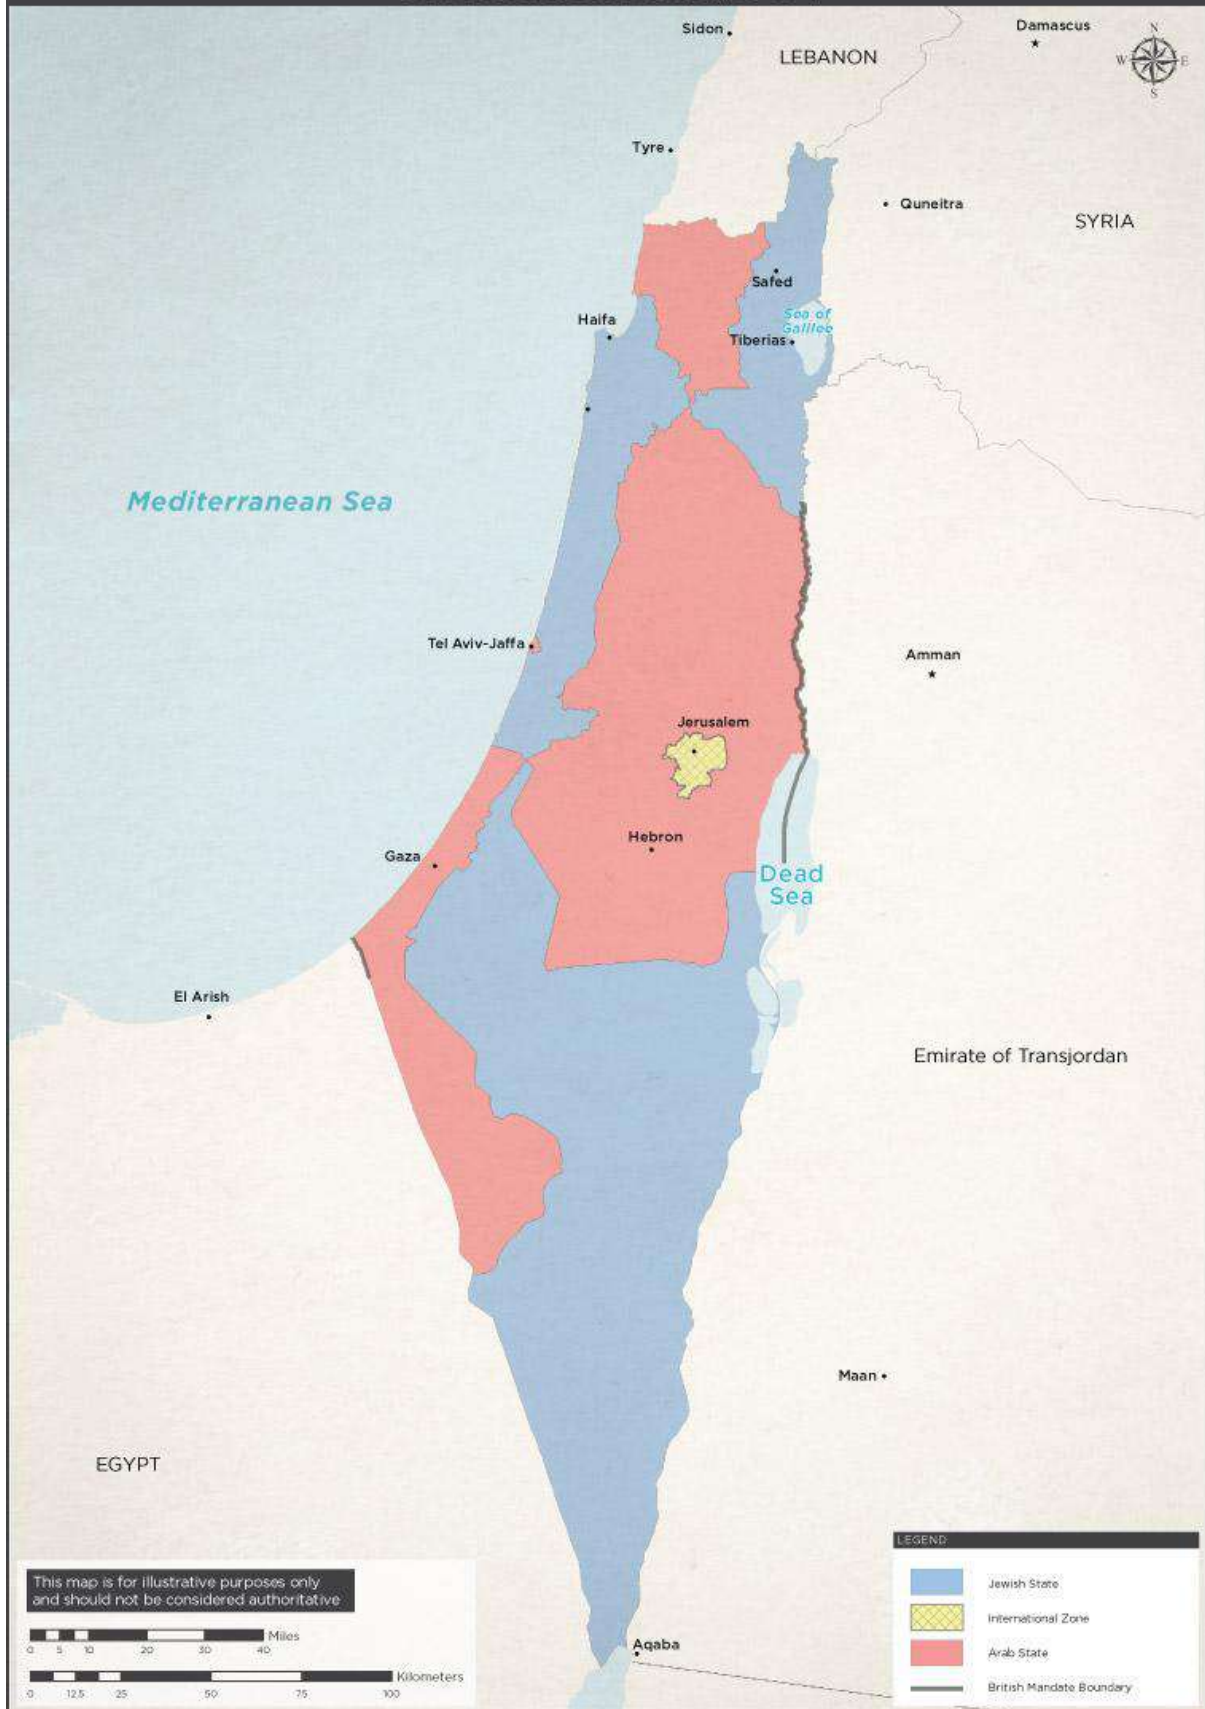 Sidon
Damascus
N
LEBANON
W
E
S
Tyre
Quneitra
SYRIA
Safed
Sea of
Galilee
Haifa
Tiberias
Mediterranean Sea
Tel Aviv-Jaffa
Amman
Jerusalem
Hebron
Gaza
Dead
Sea
El Arish
Emirate of Transjordan
Maan
EGYPT
LEGEND
Jewish State
International Zone
Arab State
British Mandate Boundary
This map is for illustrative purposes only
and should not be considered authoritative
Miles
0 5 10 20 30 40
Kilometers
0 12.5 25 50 75 100
Aqaba